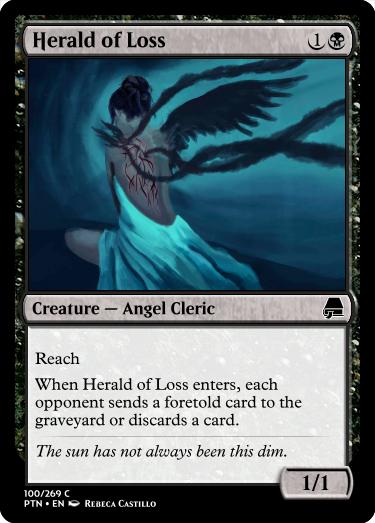 Herald of Loss 1
Creature — Angel Cleric
Reach
When Herald of Loss enters, each
opponent sends a foretold card to the
graveyard or discards a card.
The sun has not always been this dim.
1/1
100/269 C
PTN • EN Rebeca Castillo